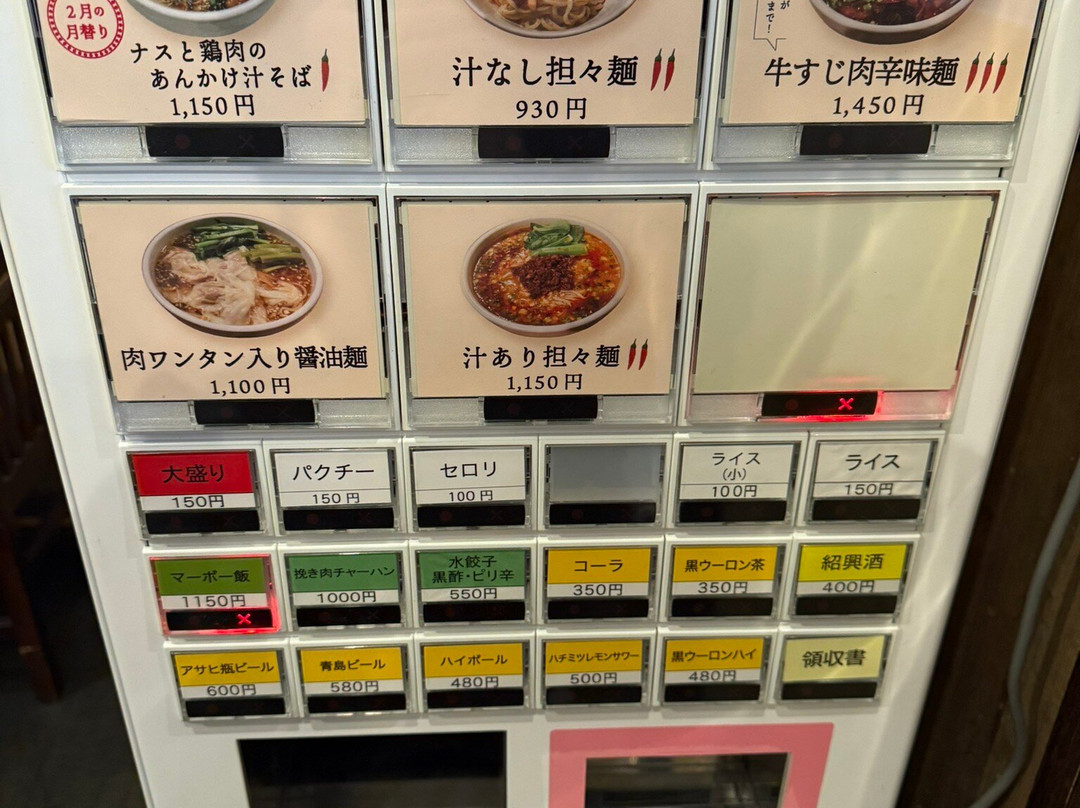 2月の
月替り
ナスと鶏肉の
あんかけ汁そば
1,150円
汁なし担々麺
930円
が
まで！
牛すじ肉辛味麺
1,450円
肉ワンタン入り醤油麺
1,100円
汁あり担々麺
1,150円
大盛り
150円
パクチー
150円
セロリ
100円
ライス
(小)
100円
ライス
150円
マーボー飯
1150円
挽き肉チャーハン
1000円
水餃子
黒酢・ピリ辛
550円
コーラ
350円
黒ウーロン茶
350円
紹興酒
400円
アサヒ瓶ビール
600円
青島ビール
580円
ハイボール
480円
ハチミツレモンサワー
500円
黒ウーロンハイ
480円
領収書